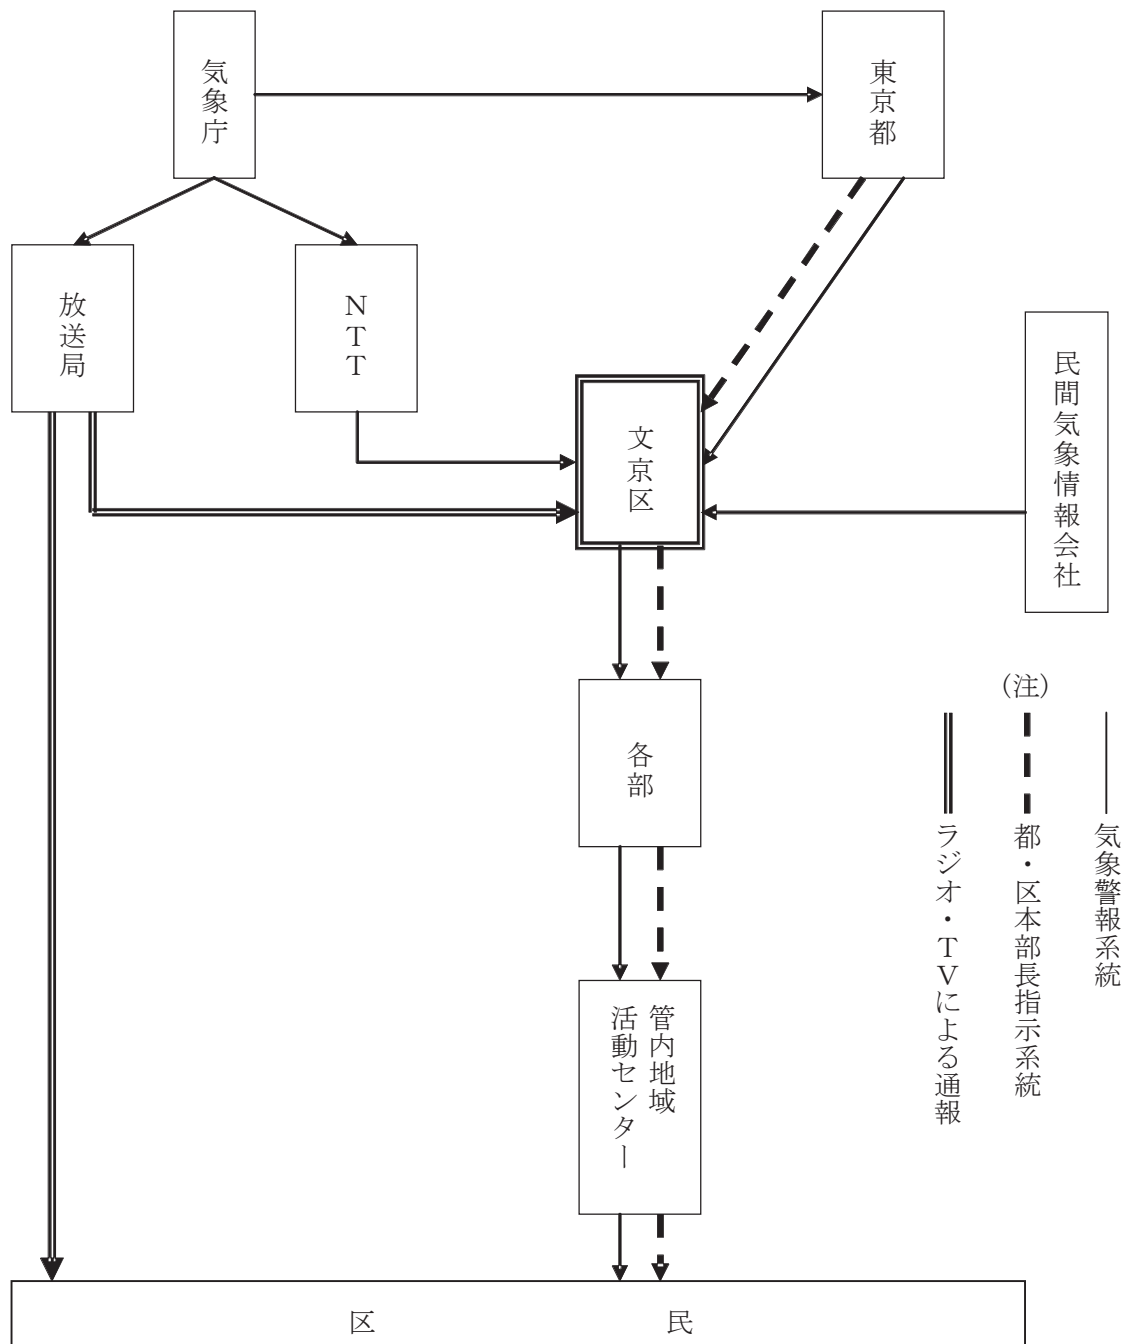 気象庁
東京都
放送局
NTT
文京区
民間気象情報会社
各部
管内地域
活動センター
区民
(注)
気象警報系統
都・区本部長指示系統
ラジオ・TVによる通報